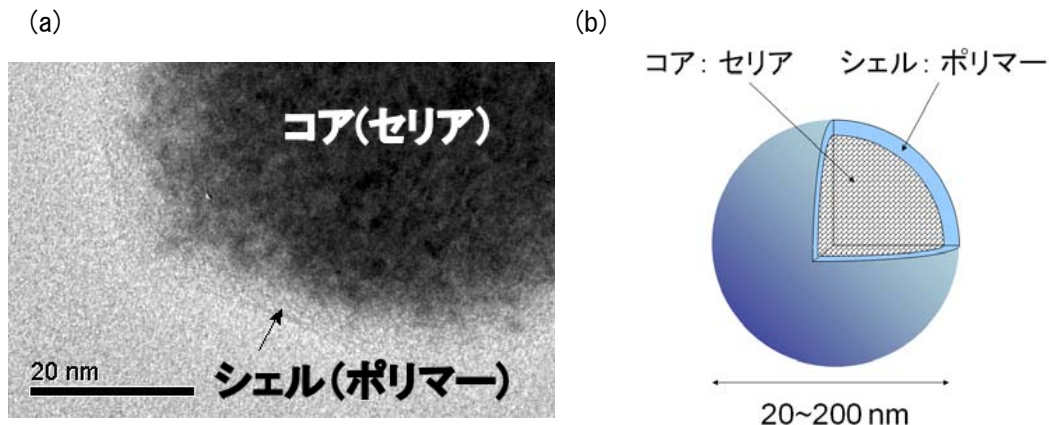 (a)
コア(セリア)
シェル(ポリマー)
20 nm
(b)
コア: セリア
シェル: ポリマー
20~200 nm